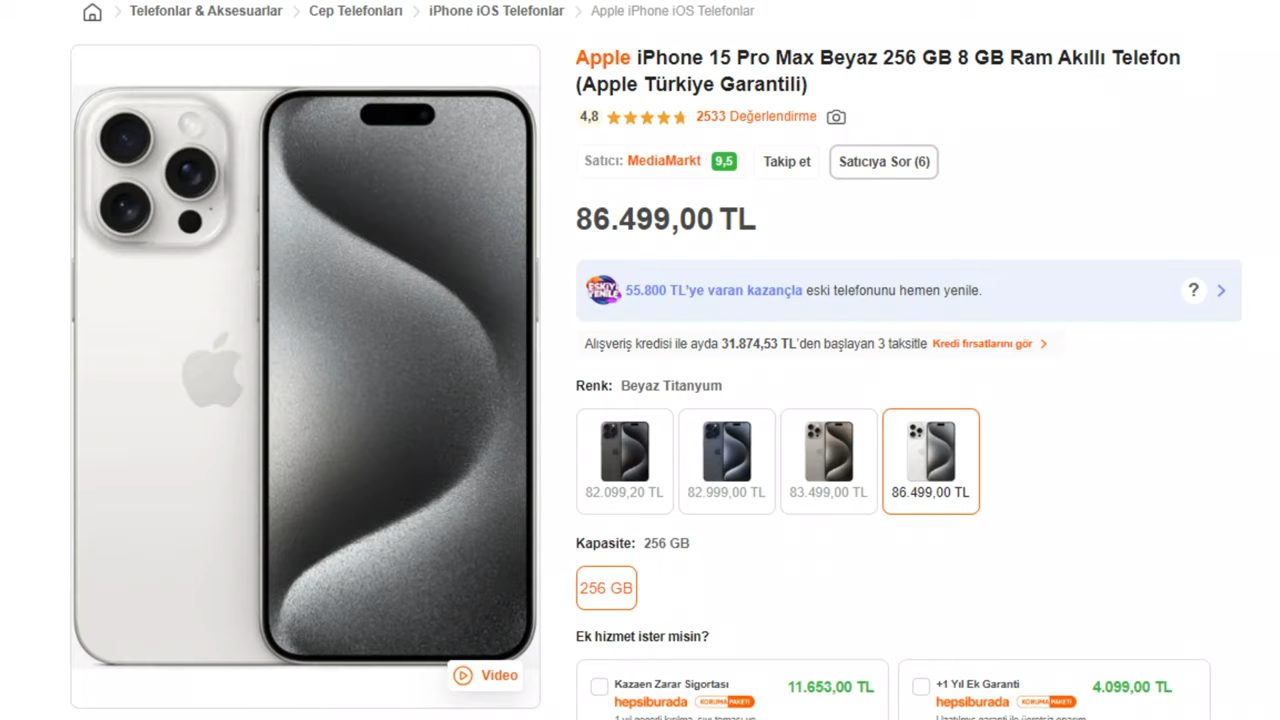 Telefonlar & Aksesuarlar
Cep Telefonları
iPhone iOS Telefonlar
Apple iPhone iOS Telefonlar
Apple iPhone 15 Pro Max Beyaz 256 GB 8 GB Ram Akıllı Telefon
(Apple Türkiye Garantili)
4,8 2533 Değerlendirme
Satıcı: MediaMarkt 9,5 Takip et Satıcıya Sor (6)
86.499,00 TL
ESKİYİ YENİLE
55.800 TL'ye varan kazançla eski telefonunu hemen yenile. ?
Alışveriş kredisi ile ayda 31.874,53 TL'den başlayan 3 taksitle Kredi fırsatlarını gör
Renk: Beyaz Titanyum
82.099,20 TL 82.999,00 TL 83.499,00 TL 86.499,00 TL
Kapasite: 256 GB
256 GB
Ek hizmet ister misin?
Video
Kazaen Zarar Sigortası 11.653,00 TL
hepsiburada KORUMA PAKETİ
+1 Yıl Ek Garanti 4.099,00 TL
hepsiburada KORUMA PAKETİ